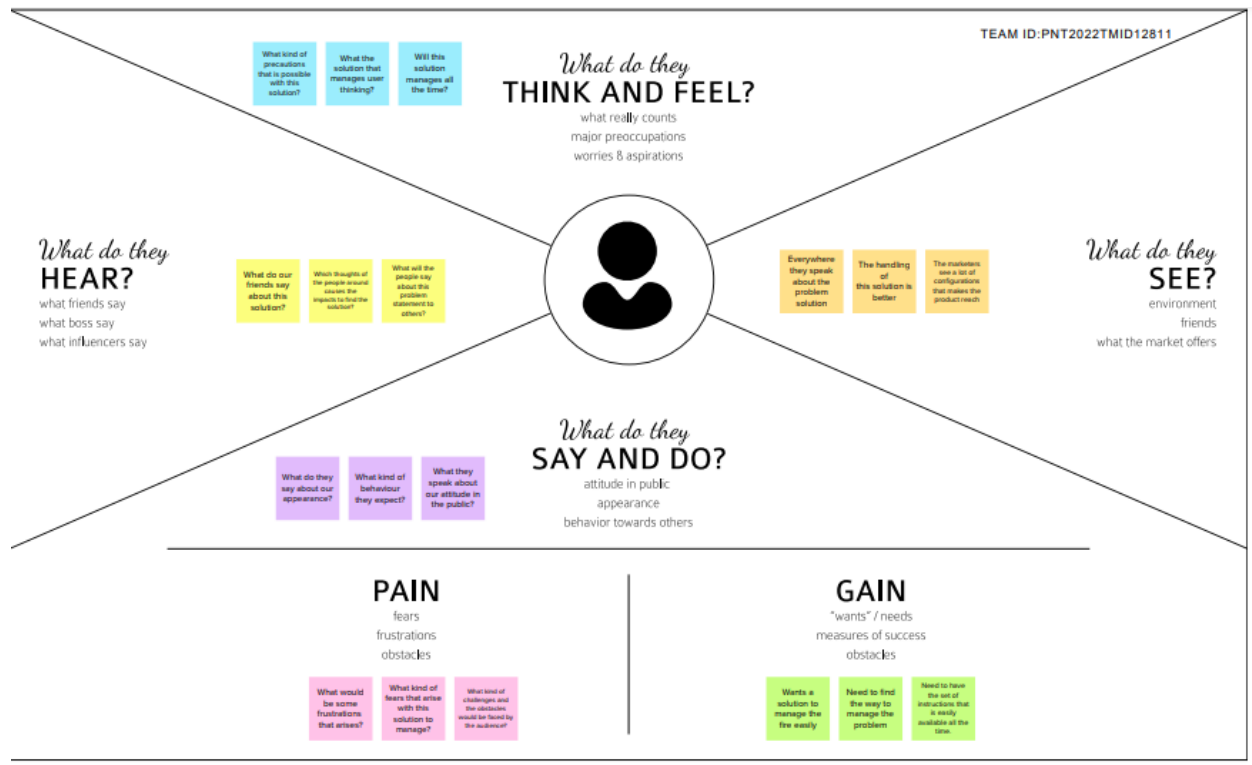 TEAM ID:PNT2022TMID12811
What kind of
precautions
that is possible
with this
solution?
What the
solution that
manages user
thinking?
Will this
solution
manages all
the time?
What do they
THINK AND FEEL?
what really counts
major preoccupations
worries & aspirations
What do they
HEAR?
what friends say
what boss say
what influencers say
What do our
friends say
about this
solution?
Which thoughts of
the people around
causes the
impacts to find the
solution?
What will the
people say
about this
problem
statement to
others?
Everywhere
they speak
about the
problem
solution
The handling
of
this solution is
better
The marketers
see a lot of
configurations
that makes the
product reach
What do they
SEE?
environment
friends
what the market offers
What do they
SAY AND DO?
attitude in public
appearance
behavior towards others
What do they
say about our
appearance?
What kind of
behaviour
they expect?
What they
speak about
our attitude in
the public?
PAIN
fears
frustrations
obstacles
What would
be some
frustrations
that arises?
What kind of
fears that arise
with this
solution to
manage?
What kind of
challenges and
the obstacles
would be faced by
the audience?
GAIN
"wants" / needs
measures of success
obstacles
Wants a
solution to
manage the
fire easily
Need to find
the way to
manage the
problem
Need to have
the set of
instructions that
is easily
available all the
time.